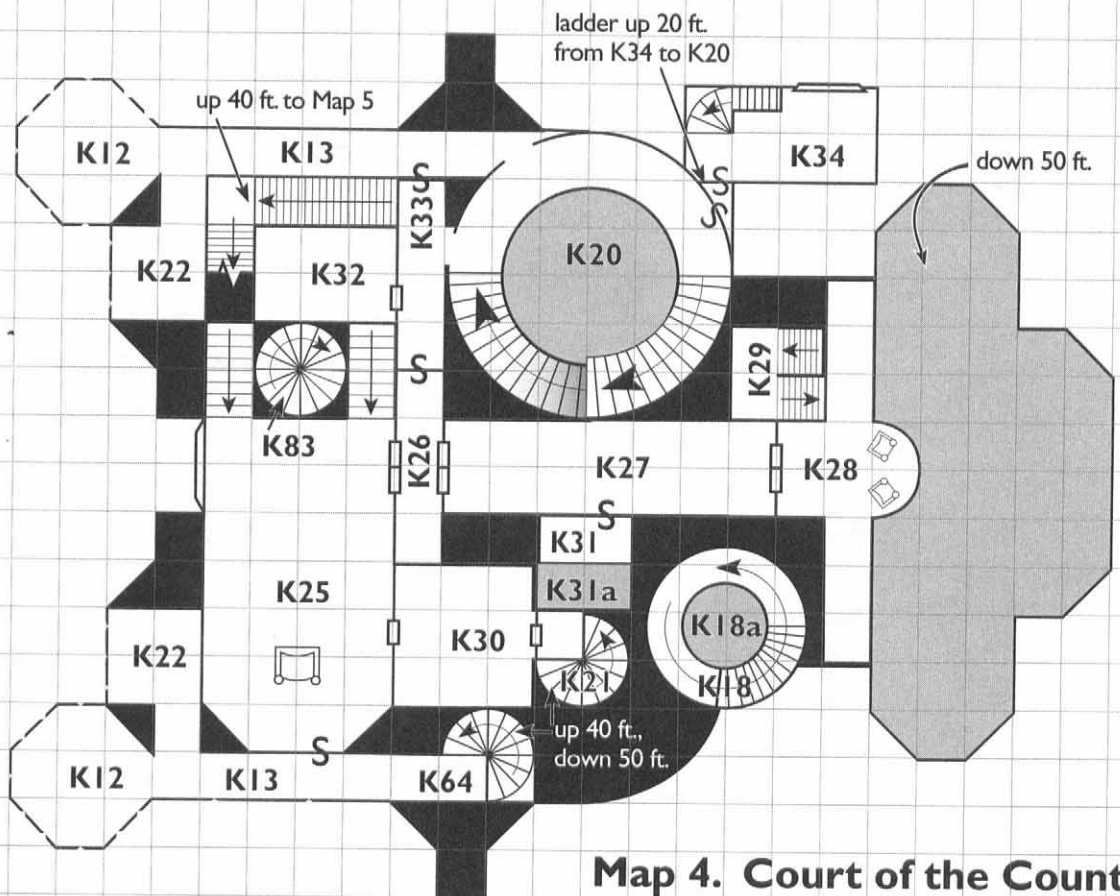 ladder up 20 ft.
from K34 to K20
up 40 ft. to Map 5
K12
K13
S
K34
down 50 ft.
K33
S
S
K20
K22
K32
K29
S
K83
K26
K27
K28
S
K31
K31a
K25
K30
K18a
K22
K21
K18
up 40 ft.,
down 50 ft.
S
K12
K13
K64
Map 4. Court of the Count